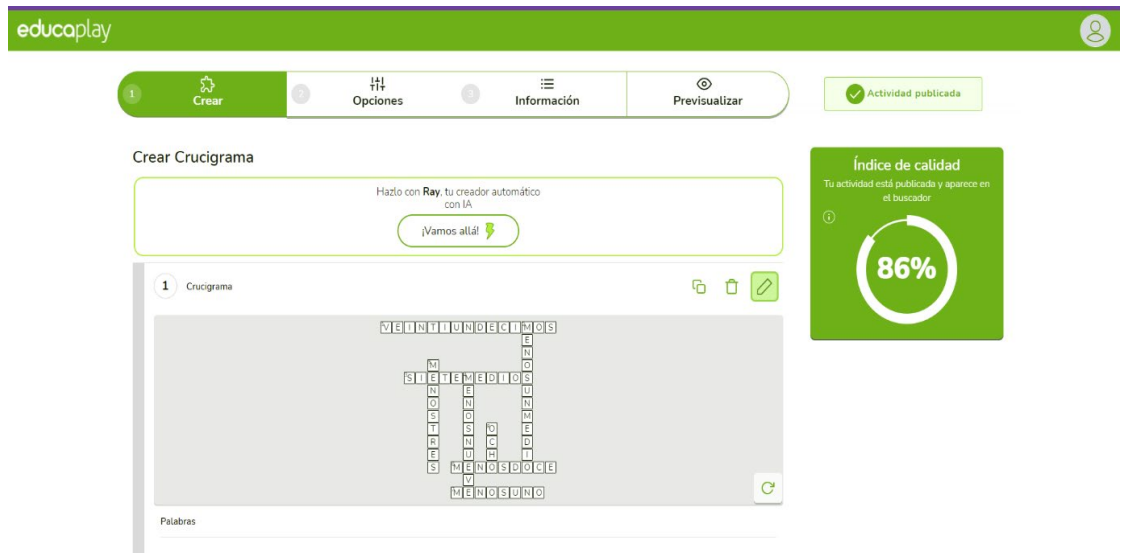 educaplay
1 Crear
2 Opciones
3 Información
Previsualizar
Actividad publicada
Crear Crucigrama
Hazlo con Ray, tu creador automático
con IA
¡Vamos allá!
Índice de calidad
Tu actividad está publicada y aparece en
el buscador
86%
1 Crucigrama
VEINTIUNDECIMOS
MENOSUNMEDIO
MENOSTRES
SIETEMEDIOS
MENOSNUEVE
OCHO
MENOSDOCE
MENOSUNO
Palabras